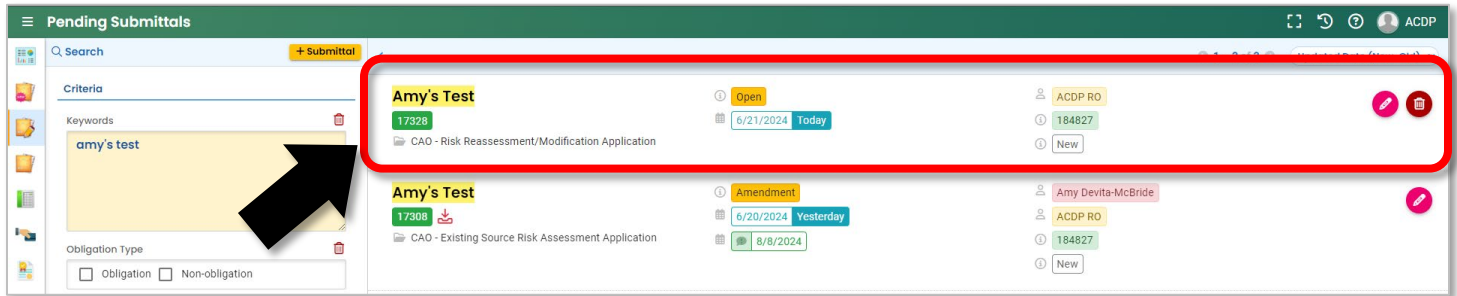 Pending Submittals
ACDP
Search
+ Submittal
Criteria
Keywords
amy's test
Obligation Type
Obligation Non-obligation
Amy's Test
17328
CAO - Risk Reassessment/Modification Application
Open
6/21/2024 Today
ACDP RO
184827
New
Amy's Test
17308
CAO - Existing Source Risk Assessment Application
Amendment
6/20/2024 Yesterday
8/8/2024
Amy Devita-McBride
ACDP RO
184827
New